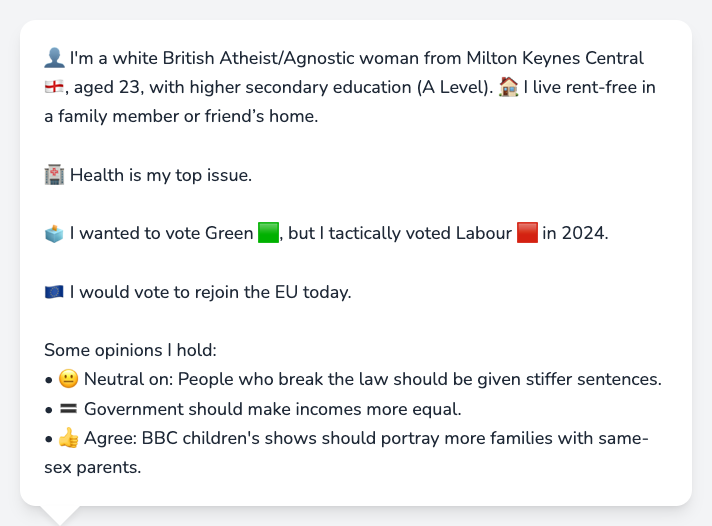 👤 I'm a white British Atheist/Agnostic woman from Milton Keynes Central
🏴󠁧󠁢󠁥󠁮󠁧󠁿, aged 23, with higher secondary education (A Level). 🏠 I live rent-free in
a family member or friend’s home.
🏥 Health is my top issue.
🗳️ I wanted to vote Green 🟩, but I tactically voted Labour 🟥 in 2024.
🇪🇺 I would vote to rejoin the EU today.
Some opinions I hold:
• 😐 Neutral on: People who break the law should be given stiffer sentences.
• 🟰 Government should make incomes more equal.
• 👍 Agree: BBC children's shows should portray more families with same-
sex parents.